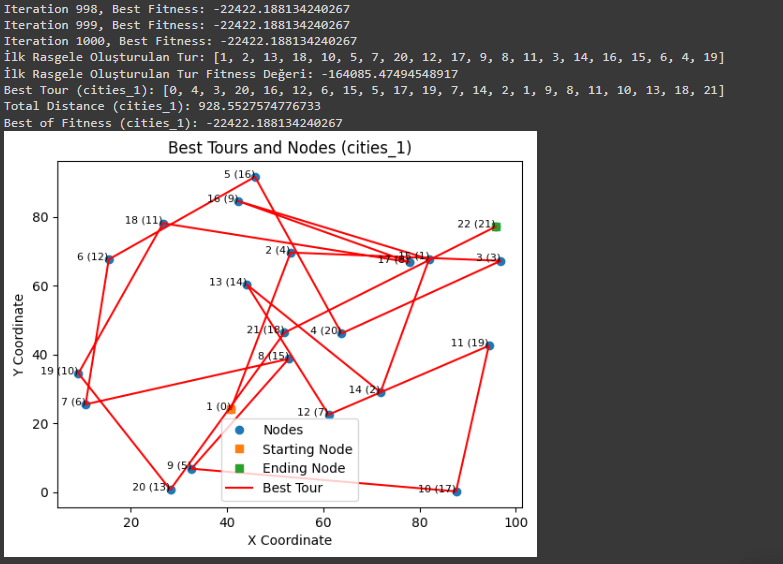 Iteration 998, Best Fitness: -22422.188134240267
Iteration 999, Best Fitness: -22422.188134240267
Iteration 1000, Best Fitness: -22422.188134240267
İlk Rasgele Oluşturulan Tur: [1, 2, 13, 18, 10, 5, 7, 20, 12, 17, 9, 8, 11, 3, 14, 16, 15, 6, 4, 19]
İlk Rasgele Oluşturulan Tur Fitness Değeri: -164085.47494548917
Best Tour (cities_1): [0, 4, 3, 20, 16, 12, 6, 15, 5, 17, 19, 7, 14, 2, 1, 9, 8, 11, 10, 13, 18, 21]
Total Distance (cities_1): 928.5527574776733
Best of Fitness (cities_1): -22422.188134240267
Best Tours and Nodes (cities_1)
5 (16)
16 (9)
18 (11)
22 (21)
2 (4)
15 (1)
17 (8)
3 (3)
6 (12)
13 (14)
21 (18)
4 (20)
11 (19)
8 (15)
19 (10)
14 (2)
7 (6)
1 (0)
12 (7)
9 (5)
20 (13)
10 (17)
Nodes
Starting Node
Ending Node
Best Tour
80
60
40
20
0
Y Coordinate
20 40 60 80 100
X Coordinate